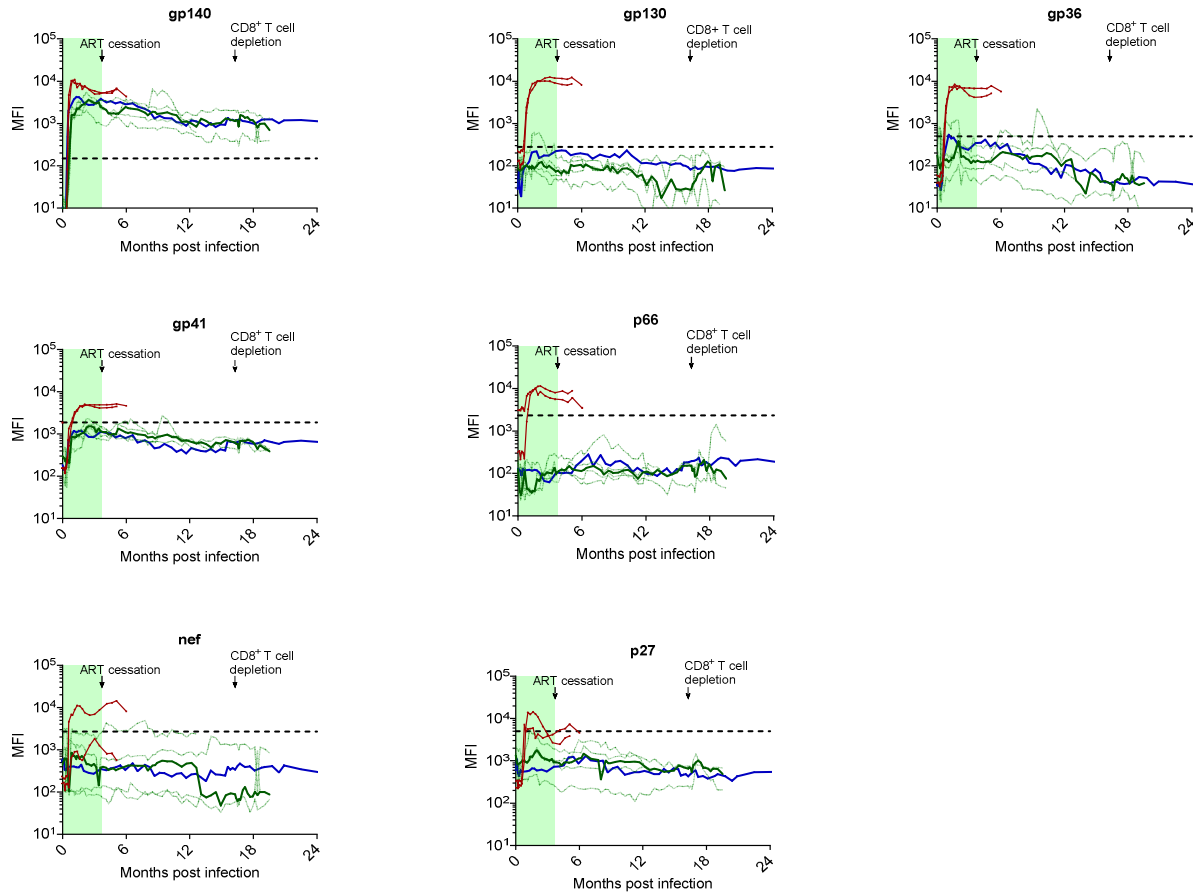 gp140
ART cessation
CD8⁺ T cell
depletion
10⁵
10⁴
10³
10²
10¹
MFI
0
6
12
18
24
Months post infection
gp130
ART cessation
CD8+ T cell
depletion
10⁵
10⁴
10³
10²
10¹
MFI
0
6
12
18
24
Months post infection
gp36
ART cessation
CD8⁺ T cell
depletion
10⁵
10⁴
10³
10²
10¹
MFI
0
6
12
18
24
Months post infection
gp41
ART cessation
CD8⁺ T cell
depletion
10⁵
10⁴
10³
10²
10¹
MFI
0
6
12
18
24
Months post infection
p66
ART cessation
CD8⁺ T cell
depletion
10⁵
10⁴
10³
10²
10¹
MFI
0
6
12
18
24
Months post infection
nef
ART cessation
CD8⁺ T cell
depletion
10⁵
10⁴
10³
10²
10¹
MFI
0
6
12
18
24
Months post infection
p27
ART cessation
CD8⁺ T cell
depletion
10⁵
10⁴
10³
10²
10¹
MFI
0
6
12
18
24
Months post infection